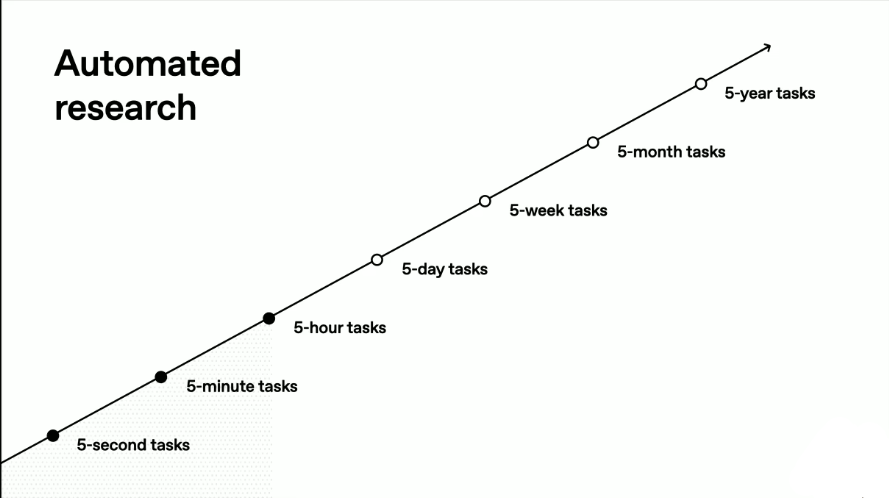 Automated
research
5-year tasks
5-month tasks
5-week tasks
5-day tasks
5-hour tasks
5-minute tasks
5-second tasks